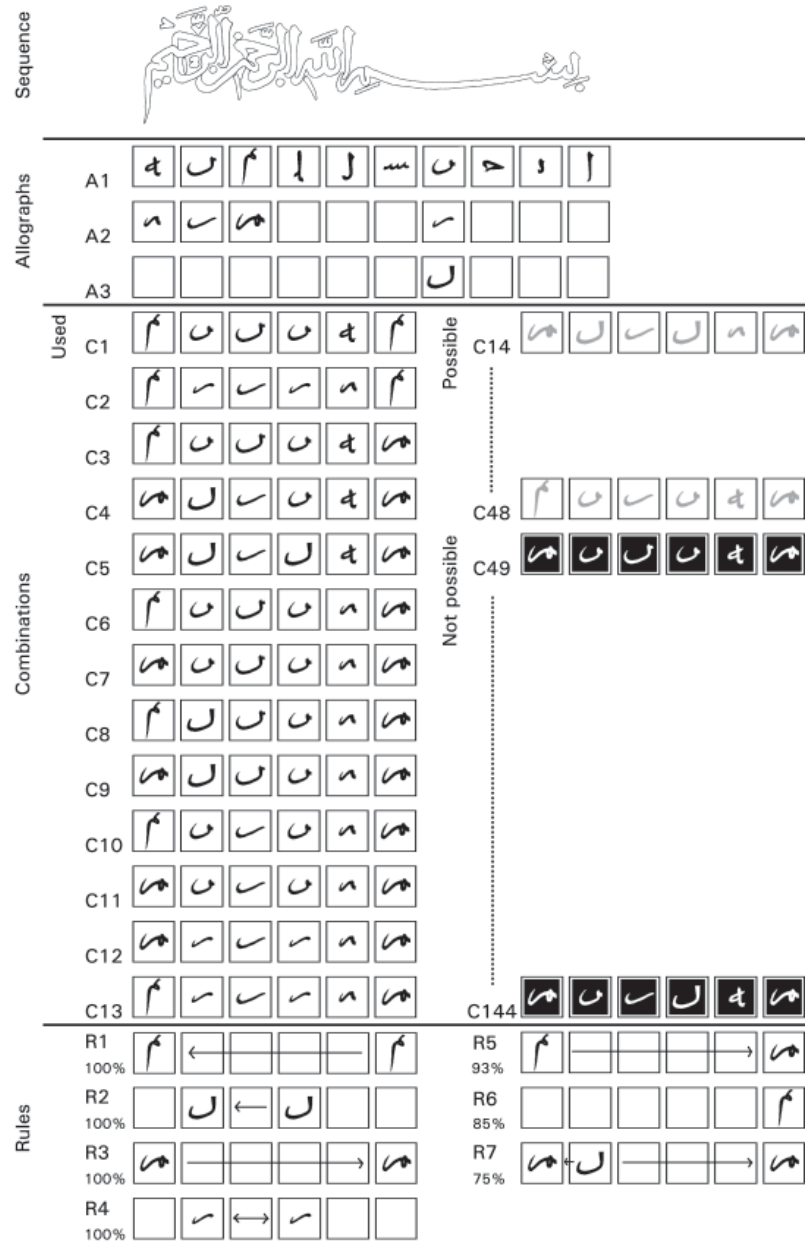 Sequence
بسم الله الرحمن الرحيم
Allographs
A1
A2
A3
Combinations
Used
C1
C2
C3
C4
C5
C6
C7
C8
C9
C10
C11
C12
C13
Possible
C14
C48
Not possible
C49
C144
Rules
R1
100%
R2
100%
R3
100%
R4
100%
R5
93%
R6
85%
R7
75%